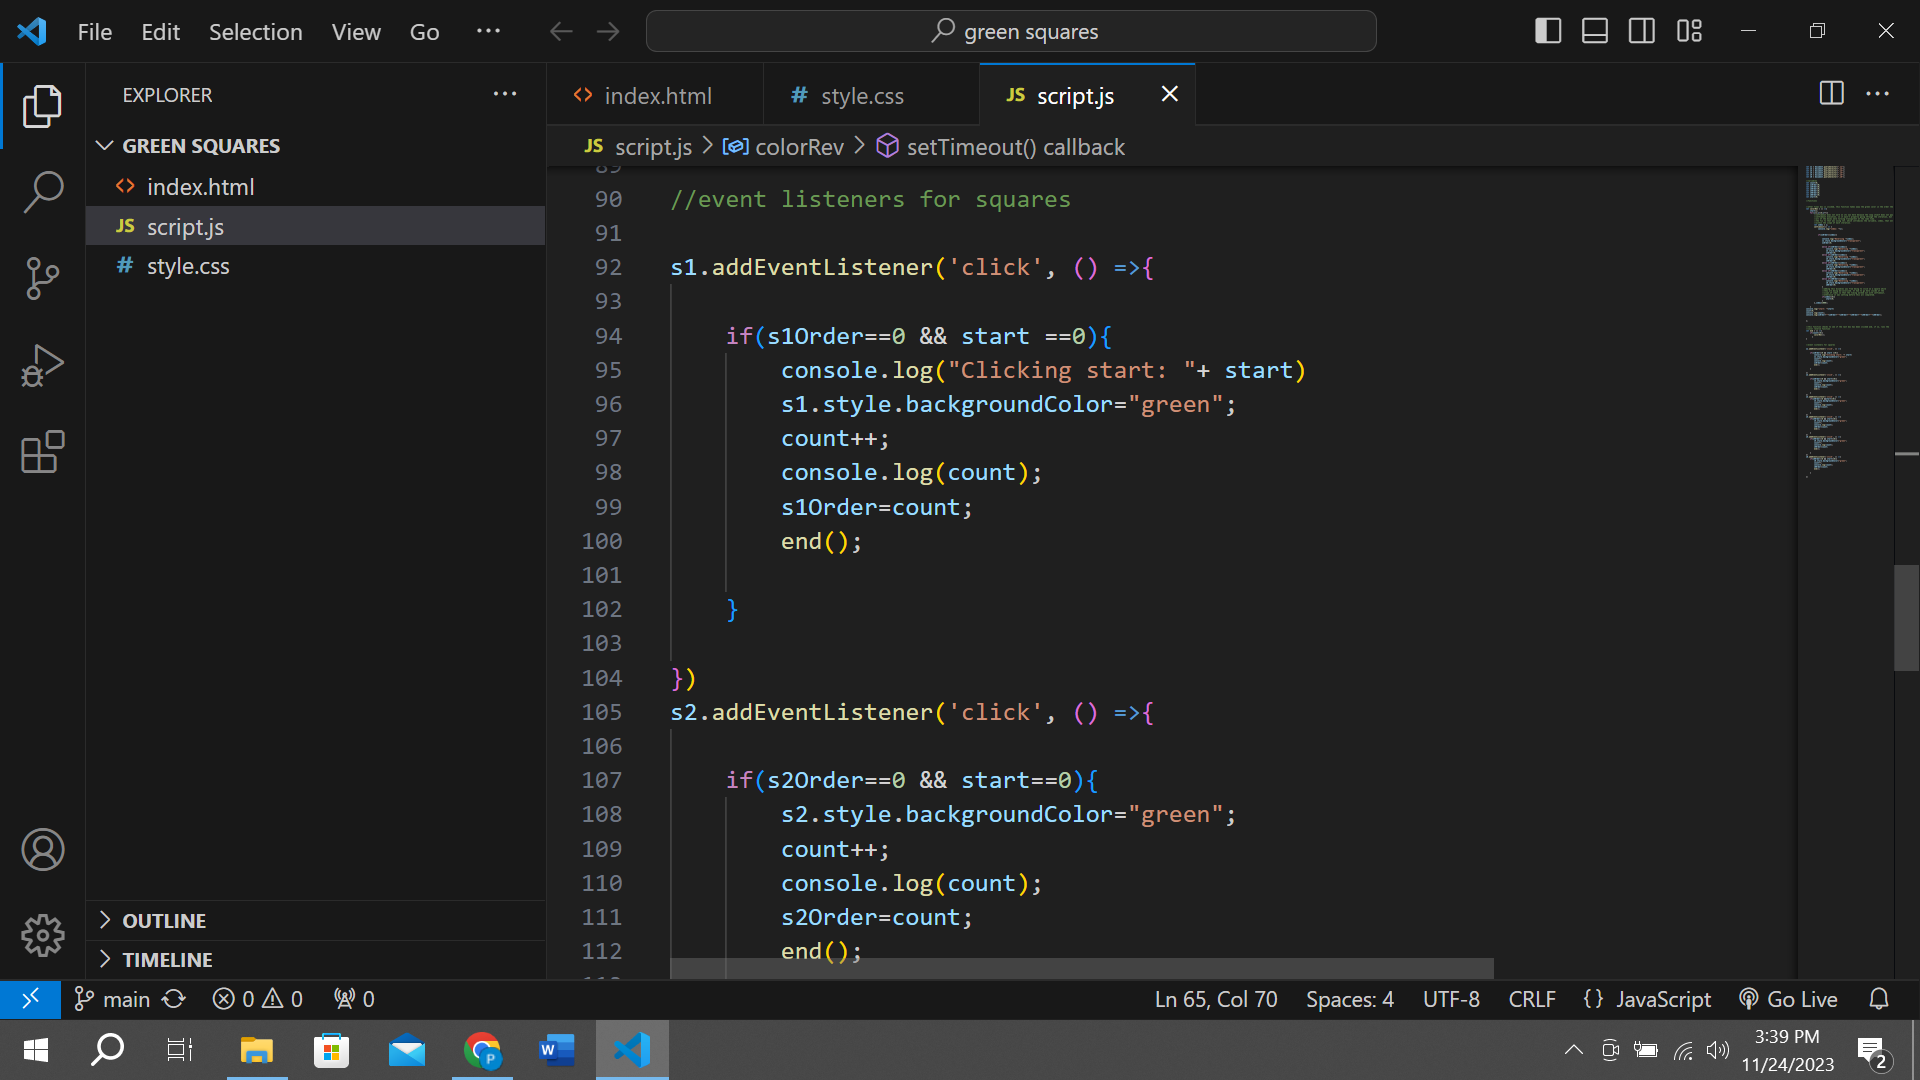 File Edit Selection View Go ··· green squares
EXPLORER ···
GREEN SQUARES
<> index.html
JS script.js
# style.css
OUTLINE
TIMELINE
<> index.html # style.css JS script.js ···
JS script.js > colorRev > setTimeout() callback
89
90 //event listeners for squares
91
92 s1.addEventListener('click', () =>{
93
94 if(s1Order==0 && start ==0){
95 console.log("Clicking start: "+ start)
96 s1.style.backgroundColor="green";
97 count++;
98 console.log(count);
99 s1Order=count;
100 end();
101
102 }
103
104 })
105 s2.addEventListener('click', () =>{
106
107 if(s2Order==0 && start==0){
108 s2.style.backgroundColor="green";
109 count++;
110 console.log(count);
111 s2Order=count;
112 end();
main 0 0 0 Ln 65, Col 70 Spaces: 4 UTF-8 CRLF {} JavaScript Go Live
P W 3:39 PM
11/24/2023 2